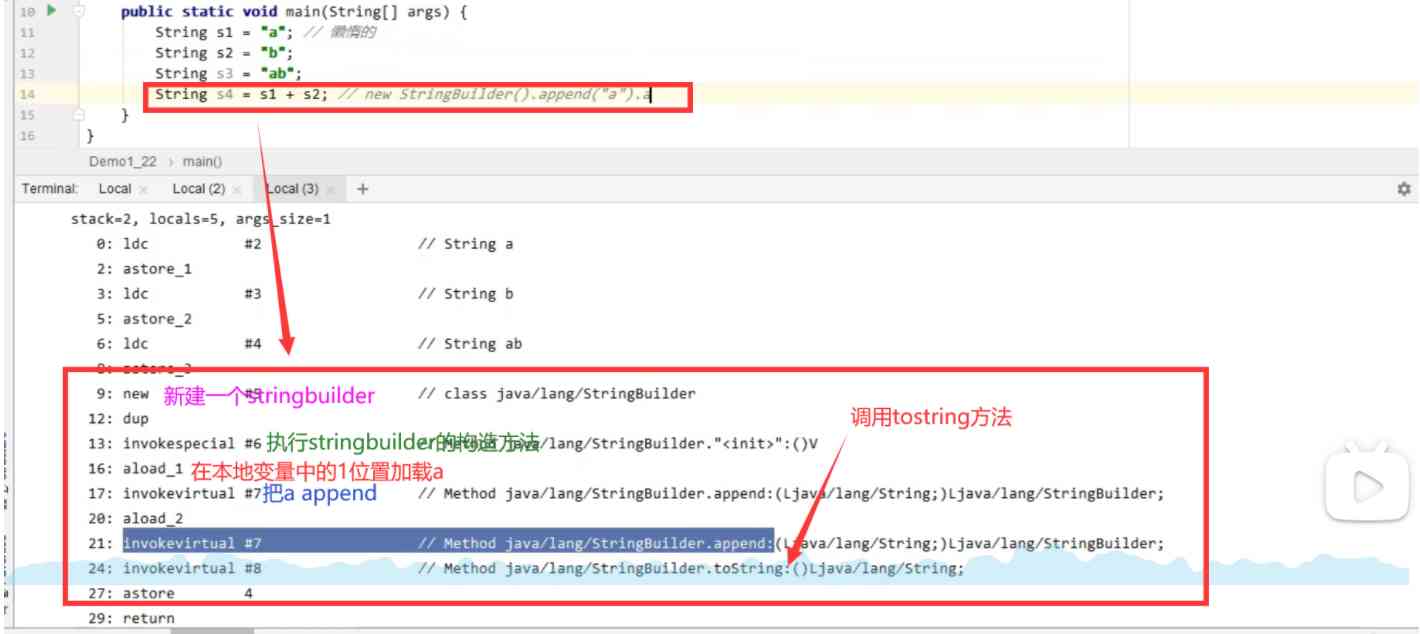 10 public static void main(String[] args) {
11 String s1 = "a"; // 懒惰的
12 String s2 = "b";
13 String s3 = "ab";
14 String s4 = s1 + s2; // new StringBuilder().append("a").a
15 }
16 }
Demo1_22 › main()
Terminal: Local × Local (2) × Local (3) × +
stack=2, locals=5, args_size=1
0: ldc #2 // String a
2: astore_1
3: ldc #3 // String b
5: astore_2
6: ldc #4 // String ab
8: astore_3
9: new #5 // class java/lang/StringBuilder
新建一个stringbuilder
12: dup
调用tostring方法
13: invokespecial #6 // Method java/lang/StringBuilder."<init>":()V
执行stringbuilder的构造方法
16: aload_1 在本地变量中的1位置加载a
17: invokevirtual #7 // Method java/lang/StringBuilder.append:(Ljava/lang/String;)Ljava/lang/StringBuilder;
把a append
20: aload_2
21: invokevirtual #7 // Method java/lang/StringBuilder.append:(Ljava/lang/String;)Ljava/lang/StringBuilder;
24: invokevirtual #8 // Method java/lang/StringBuilder.toString:()Ljava/lang/String;
27: astore 4
29: return